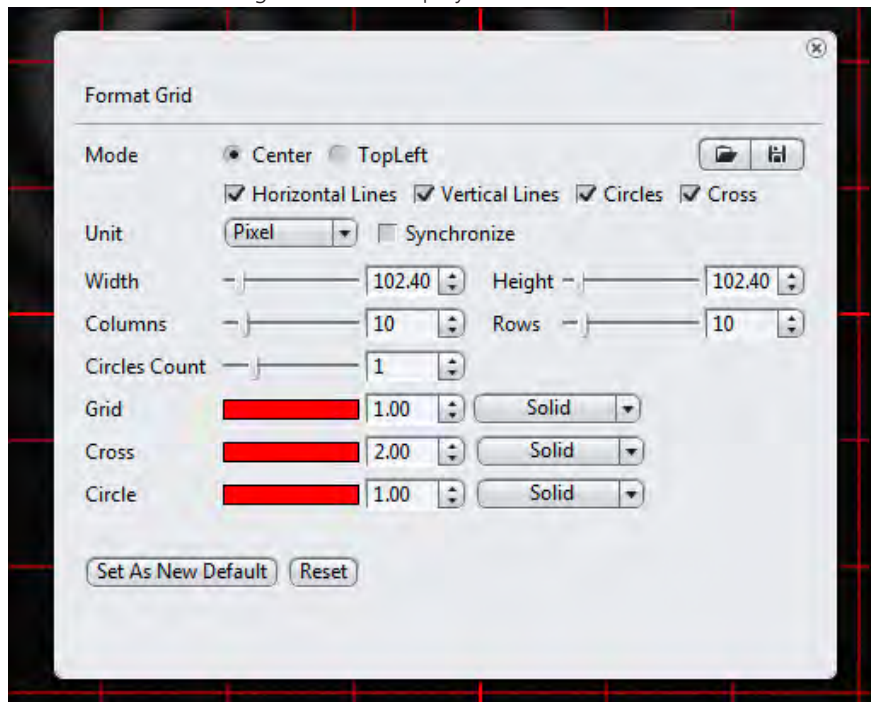 Format Grid
Mode Center TopLeft
Horizontal Lines Vertical Lines Circles Cross
Unit Pixel Synchronize
Width 102.40 Height 102.40
Columns 10 Rows 10
Circles Count 1
Grid 1.00 Solid
Cross 2.00 Solid
Circle 1.00 Solid
Set As New Default Reset